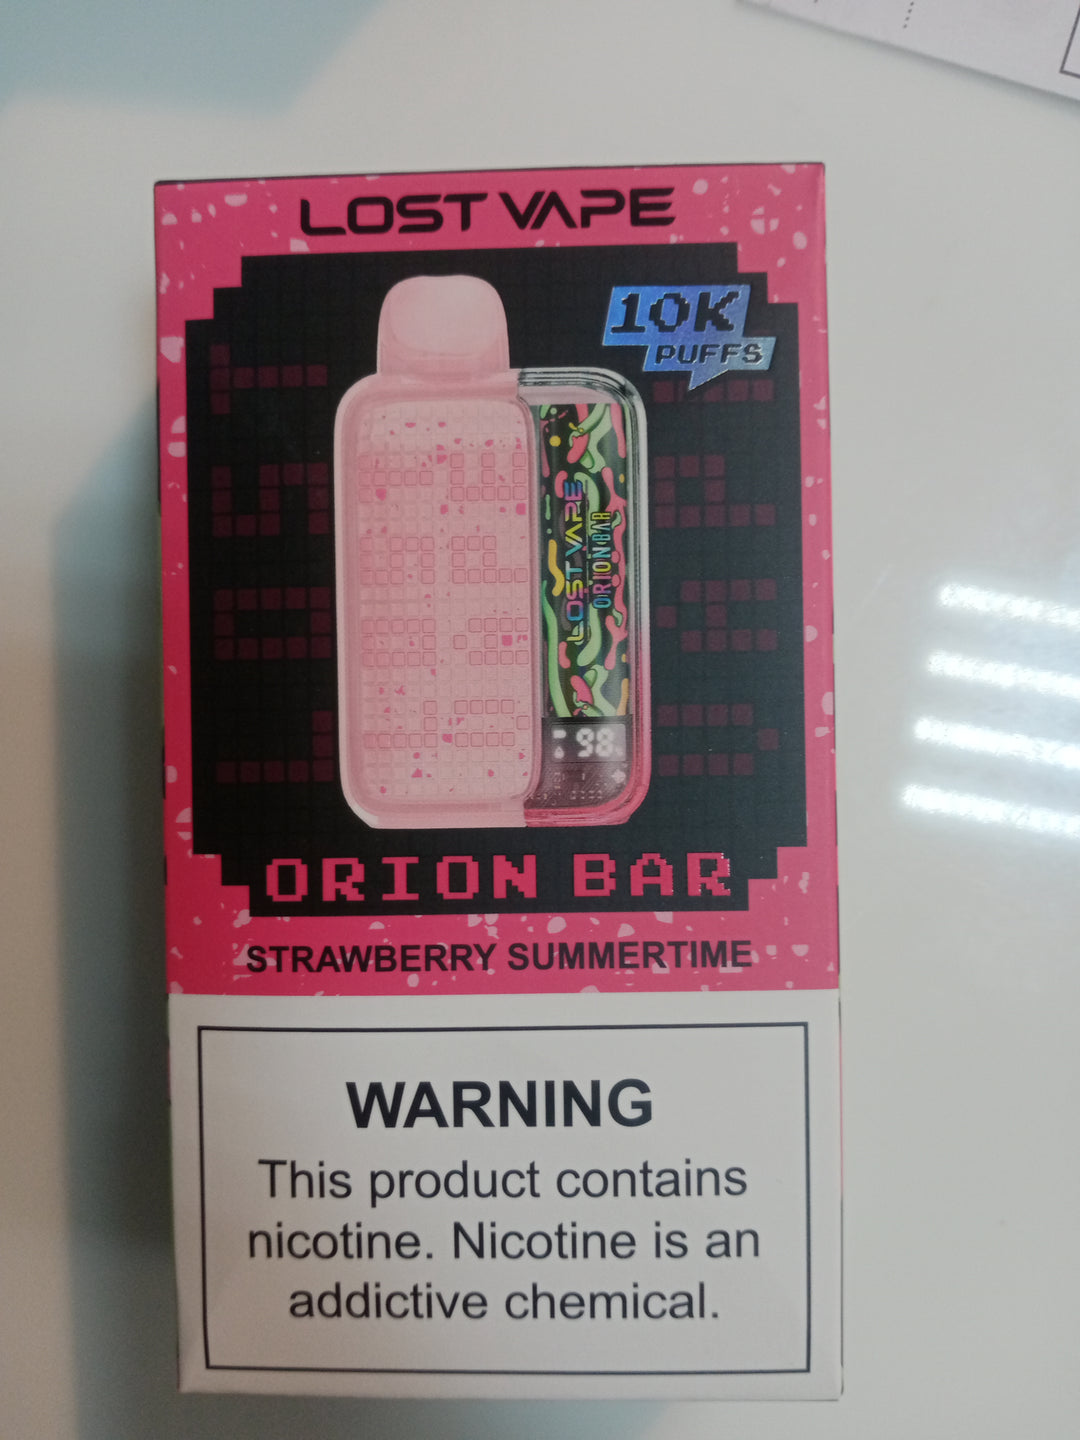 LOST VAPE
10K
PUFFS
LOST VAPE
ORION BAR
98
ORION BAR
STRAWBERRY SUMMERTIME
WARNING
This product contains
nicotine. Nicotine is an
addictive chemical.